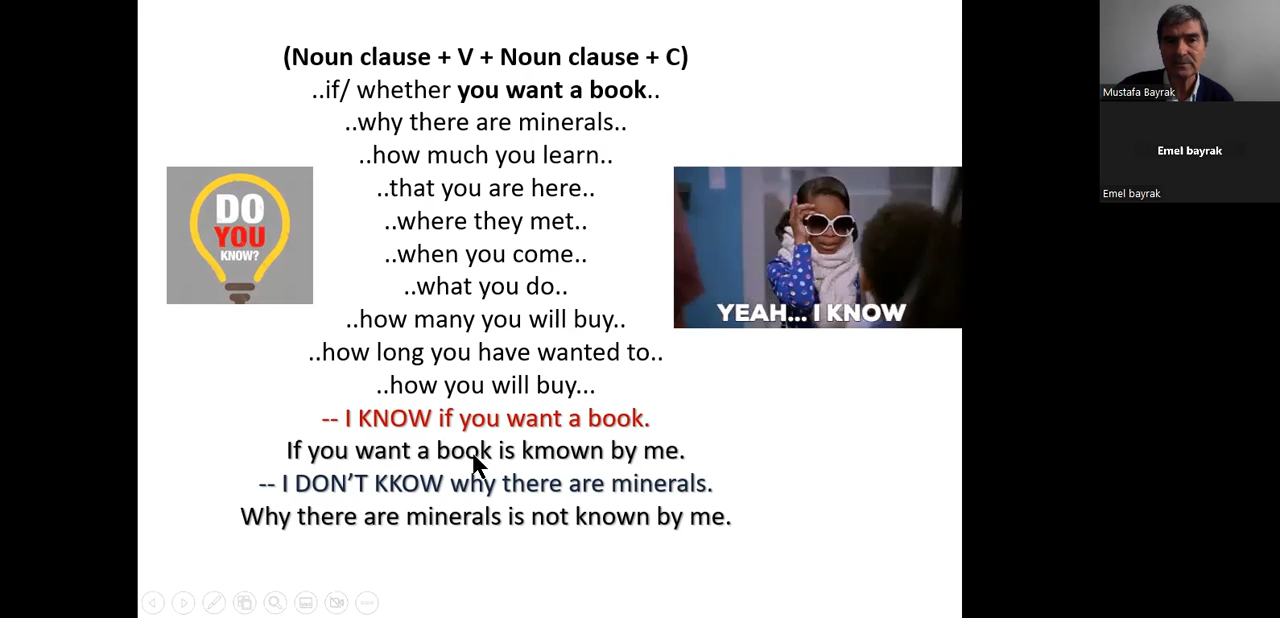 (Noun clause + V + Noun clause + C)
..if/ whether you want a book..
..why there are minerals..
..how much you learn..
..that you are here..
..where they met..
..when you come..
..what you do..
..how many you will buy..
..how long you have wanted to..
..how you will buy...
-- I KNOW if you want a book.
If you want a book is kmown by me.
-- I DON’T KKOW why there are minerals.
Why there are minerals is not known by me.
DO
YOU
KNOW?
YEAH... I KNOW
Mustafa Bayrak
Emel bayrak
Emel bayrak